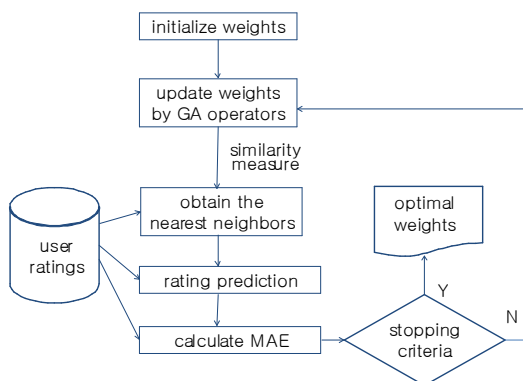 initialize weights
update weights
by GA operators
similarity
measure
obtain the
nearest neighbors
user
ratings
rating prediction
calculate MAE
optimal
weights
Y
N
stopping
criteria